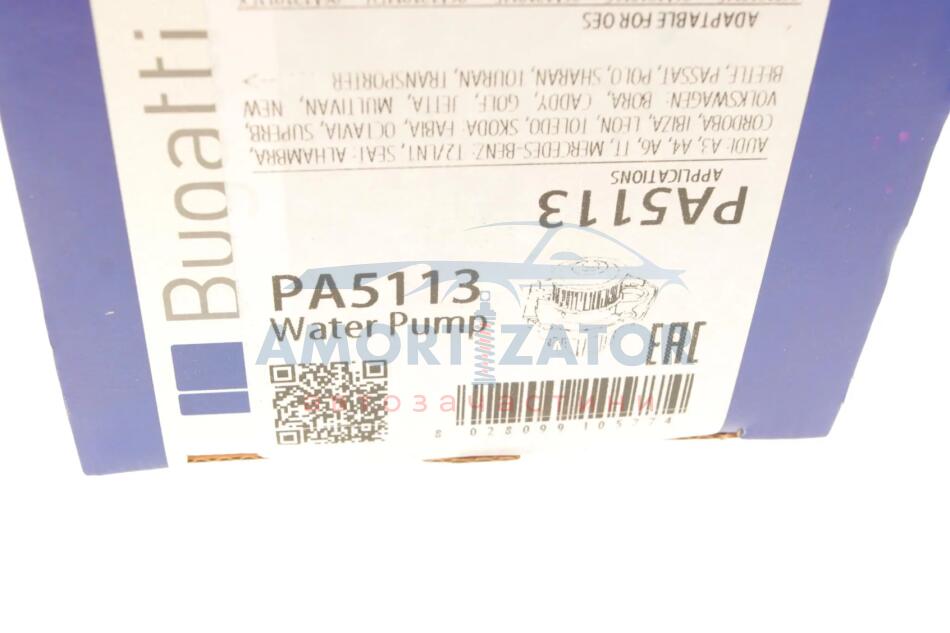 Bugatti
PA5113
APPLICATIONS
AUDI: A3, A4, A6, TT, MERCEDES-BENZ: T2/LN1, SEAT: ALHAMBRA,
CORDOBA, IBIZA, LEON, TOLEDO, SKODA: FABIA, OCTAVIA, SUPERB,
VOLKSWAGEN: BORA, CADDY, GOLF, JETTA, MULTIVAN, NEW
BEETLE, PASSAT, POLO, SHARAN, TOURAN, TRANSPORTER
ADAPTABLE FOR OES
PA5113
Water Pump
EAC
AMORTIZATOR
автозапчастини
8 028099 105274